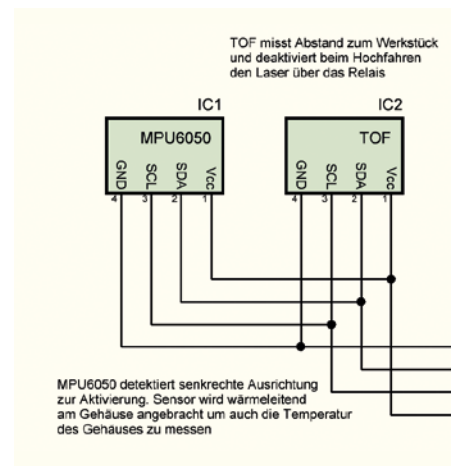 TOF misst Abstand zum Werkstück
und deaktiviert beim Hochfahren
den Laser über das Relais
IC1
IC2
MPU6050
TOF
GND
SCL
SDA
Vcc
GND
SCL
SDA
Vcc
4
3
2
1
4
3
2
1
MPU6050 detektiert senkrechte Ausrichtung
zur Aktivierung. Sensor wird wärmeleitend
am Gehäuse angebracht um auch die Temperatur
des Gehäuses zu messen